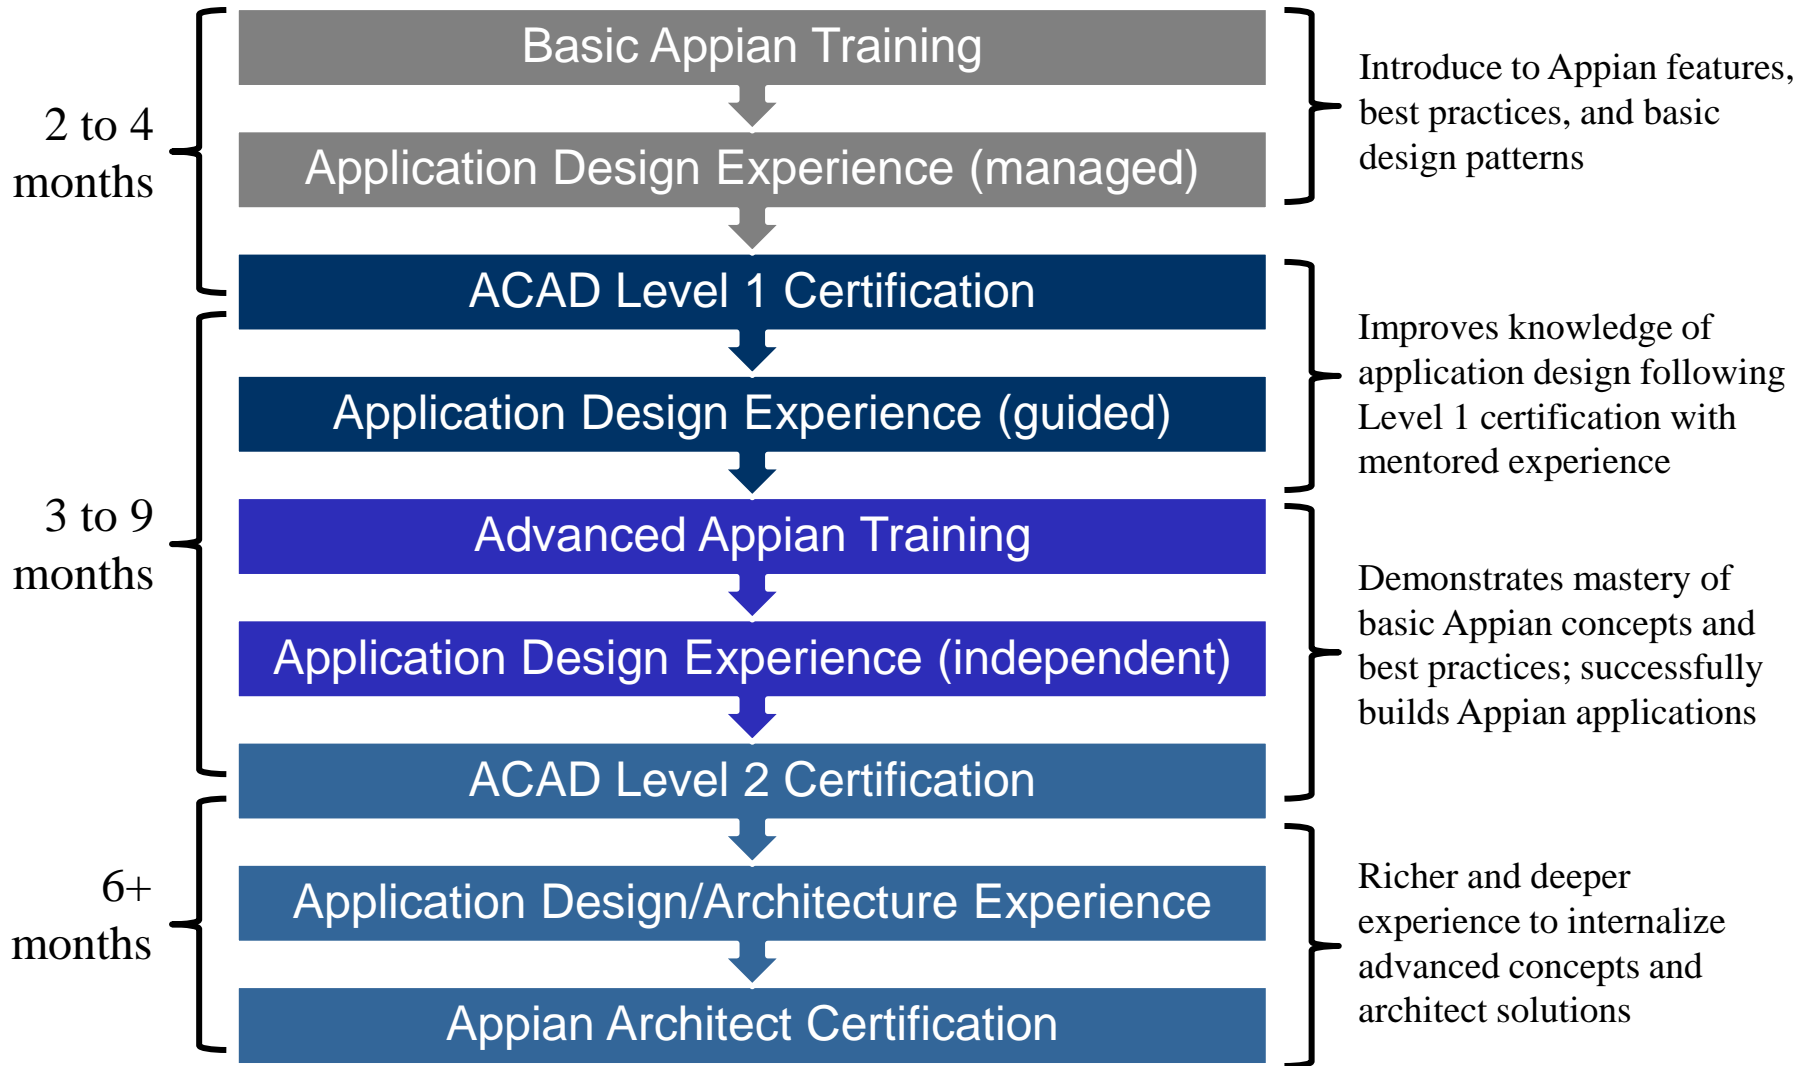 Basic Appian Training
Introduce to Appian features,
best practices, and basic
design patterns
2 to 4
months
Application Design Experience (managed)
ACAD Level 1 Certification
Improves knowledge of
application design following
Level 1 certification with
mentored experience
Application Design Experience (guided)
3 to 9
months
Advanced Appian Training
Demonstrates mastery of
basic Appian concepts and
best practices; successfully
builds Appian applications
Application Design Experience (independent)
ACAD Level 2 Certification
6+
months
Application Design/Architecture Experience
Richer and deeper
experience to internalize
advanced concepts and
architect solutions
Appian Architect Certification